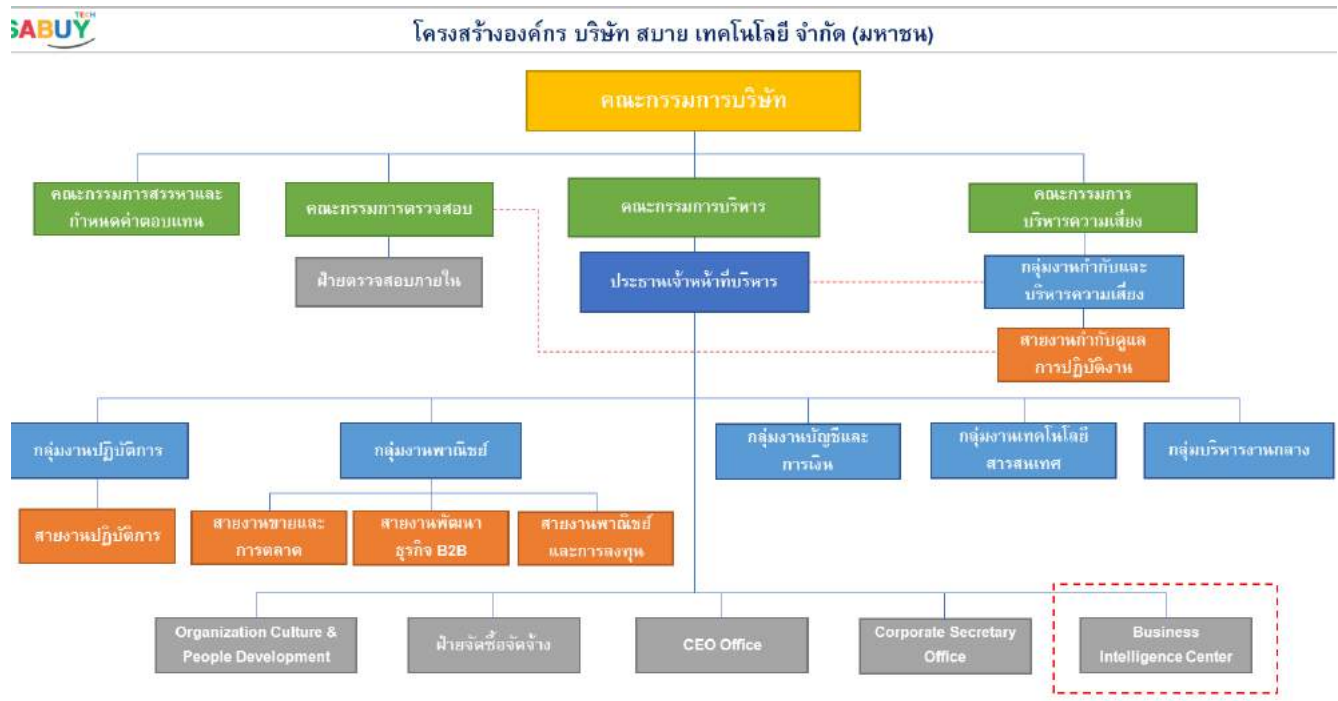 TECH
SABUY
โครงสร้างองค์กร บริษัท สบาย เทคโนโลยี จำกัด (มหาชน)
คณะกรรมการบริษัท
คณะกรรมการสรรหาและ
กำหนดค่าตอบแทน
คณะกรรมการตรวจสอบ
คณะกรรมการบริหาร
คณะกรรมการ
บริหารความเสี่ยง
ฝ่ายตรวจสอบภายใน
ประธานเจ้าหน้าที่บริหาร
กลุ่มงานกำกับและ
บริหารความเสี่ยง
สายงานกำกับดูแล
การปฏิบัติงาน
กลุ่มงานปฏิบัติการ
กลุ่มงานพาณิชย์
กลุ่มงานบัญชีและ
การเงิน
กลุ่มงานเทคโนโลยี
สารสนเทศ
กลุ่มบริหารงานกลาง
สายงานปฏิบัติการ
สายงานขายและ
การตลาด
สายงานพัฒนา
ธุรกิจ B2B
สายงานพาณิชย์
และการลงทุน
Organization Culture &
People Development
ฝ่ายจัดซื้อจัดจ้าง
CEO Office
Corporate Secretary
Office
Business
Intelligence Center